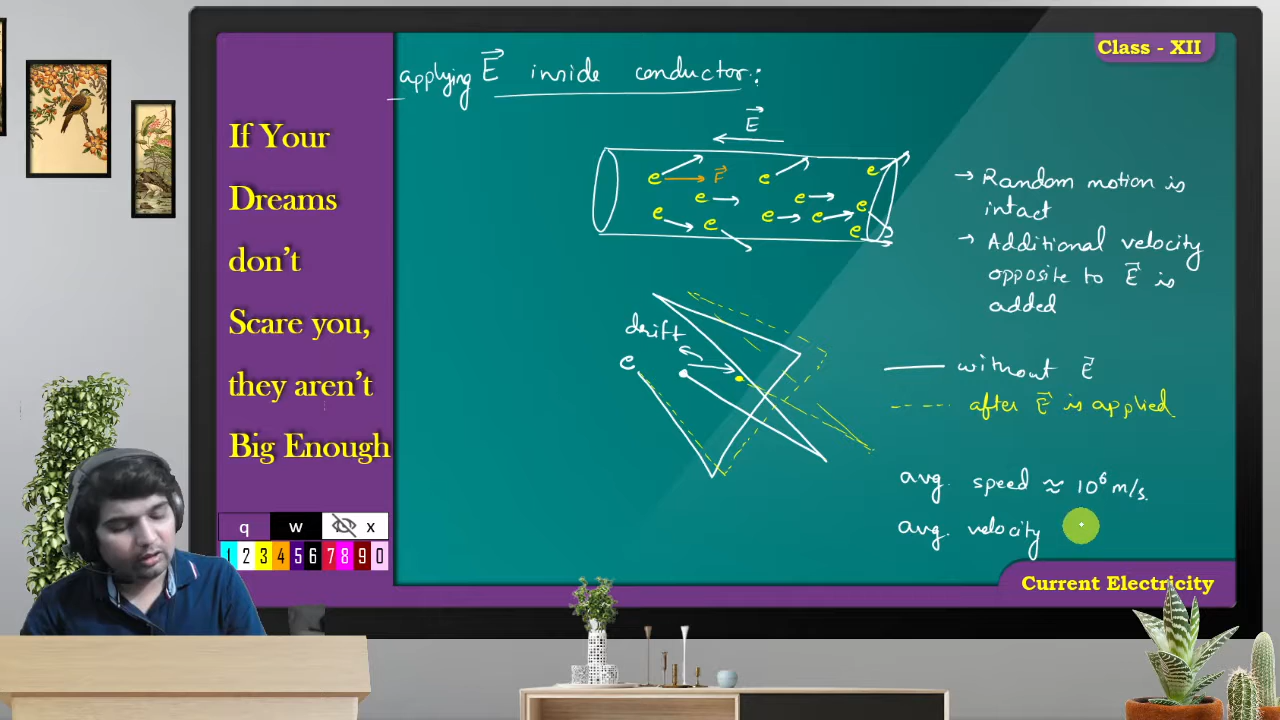 Class - XII
If Your
Dreams
don't
Scare you,
they aren't
Big Enough
q w x
1 2 3 4 5 6 7 8 9 0
applying E⃗ inside conductor:
E⃗
e F⃗ e e
e e
e e e e e
e
→ Random motion is
intact
→ Additional velocity
opposite to E⃗ is
added
drift
e
—— without E⃗
---- after E⃗ is applied
avg. speed ≈ 10⁶ m/s.
avg. velocity
Current Electricity